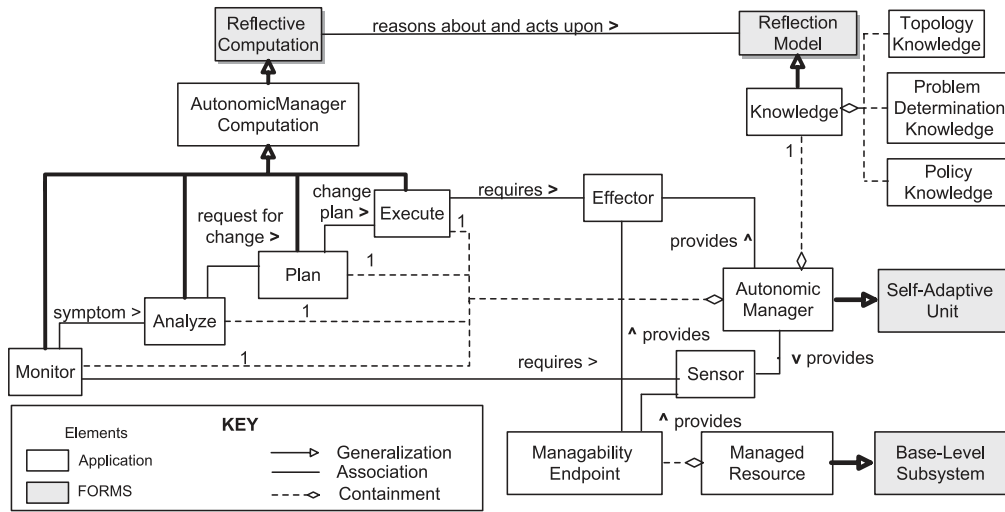 Reflective
Computation
reasons about and acts upon >
Reflection
Model
Topology
Knowledge
AutonomicManager
Computation
Knowledge
Problem
Determination
Knowledge
1
Policy
Knowledge
change
plan >
Execute
1
requires >
Effector
request for
change >
provides ^
Plan
1
Autonomic
Manager
Self-Adaptive
Unit
symptom >
Analyze
1
^ provides
Monitor
1
requires >
Sensor
v provides
^ provides
KEY
Elements
Application
FORMS
Generalization
Association
Containment
Managability
Endpoint
Managed
Resource
Base-Level
Subsystem